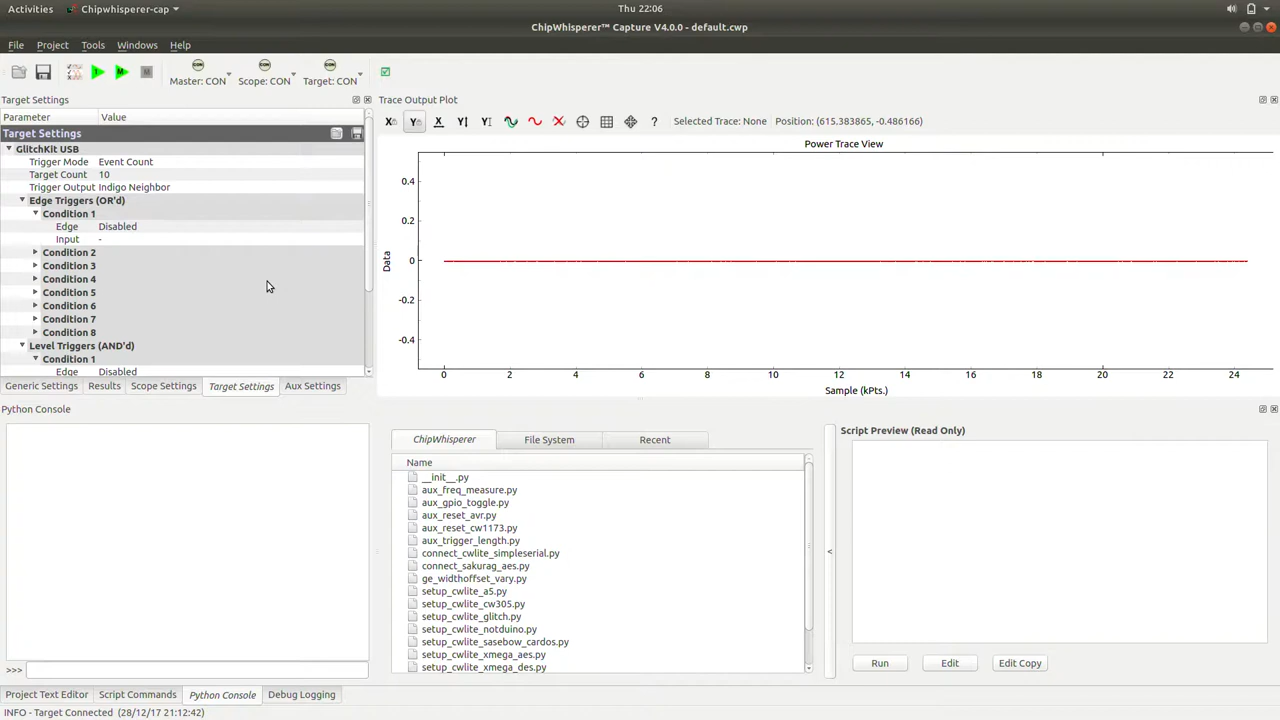 Activities Chipwhisperer-cap Thu 22:06
ChipWhisperer™ Capture V4.0.0 - default.cwp
File Project Tools Windows Help
1 M M CON CON CON
Master: CON Scope: CON Target: CON
Target Settings Trace Output Plot
Parameter Value
X Y X Y Y ? Selected Trace: None Position: (615.383865, -0.486166)
Target Settings
Power Trace View
GlitchKit USB
Trigger Mode Event Count
Target Count 10
Trigger Output Indigo Neighbor
Edge Triggers (OR'd)
Condition 1
Edge Disabled
Input -
Condition 2
Condition 3
Condition 4
Condition 5
Condition 6
Condition 7
Condition 8
Level Triggers (AND'd)
Condition 1
Edge Disabled
0.4
0.2
0
-0.2
-0.4
Data
0 2 4 6 8 10 12 14 16 18 20 22 24
Sample (kPts.)
Generic Settings Results Scope Settings Target Settings Aux Settings
Python Console
>>>
ChipWhisperer File System Recent
Name
__init__.py
aux_freq_measure.py
aux_gpio_toggle.py
aux_reset_avr.py
aux_reset_cw1173.py
aux_trigger_length.py
connect_cwlite_simpleserial.py
connect_sakurag_aes.py
ge_widthoffset_vary.py
setup_cwlite_a5.py
setup_cwlite_cw305.py
setup_cwlite_glitch.py
setup_cwlite_notduino.py
setup_cwlite_sasebow_cardos.py
setup_cwlite_xmega_aes.py
setup_cwlite_xmega_des.py
<
Script Preview (Read Only)
Run Edit Edit Copy
Project Text Editor Script Commands Python Console Debug Logging
INFO - Target Connected (28/12/17 21:12:42)